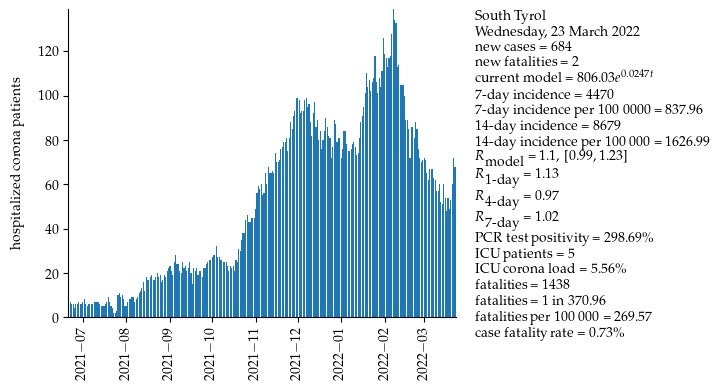 hospitalized corona patients
0
20
40
60
80
100
120
2021−07
2021−08
2021−09
2021−10
2021−11
2021−12
2022−01
2022−02
2022−03
South Tyrol
Wednesday, 23 March 2022
new cases = 684
new fatalities = 2
current model = 806.03e^0.0247t
7-day incidence = 4470
7-day incidence per 100 0000 = 837.96
14-day incidence = 8679
14-day incidence per 100 000 = 1626.99
R_model = 1.1, [0.99, 1.23]
R_1-day = 1.13
R_4-day = 0.97
R_7-day = 1.02
PCR test positivity = 298.69%
ICU patients = 5
ICU corona load = 5.56%
fatalities = 1438
fatalities = 1 in 370.96
fatalities per 100 000 = 269.57
case fatality rate = 0.73%